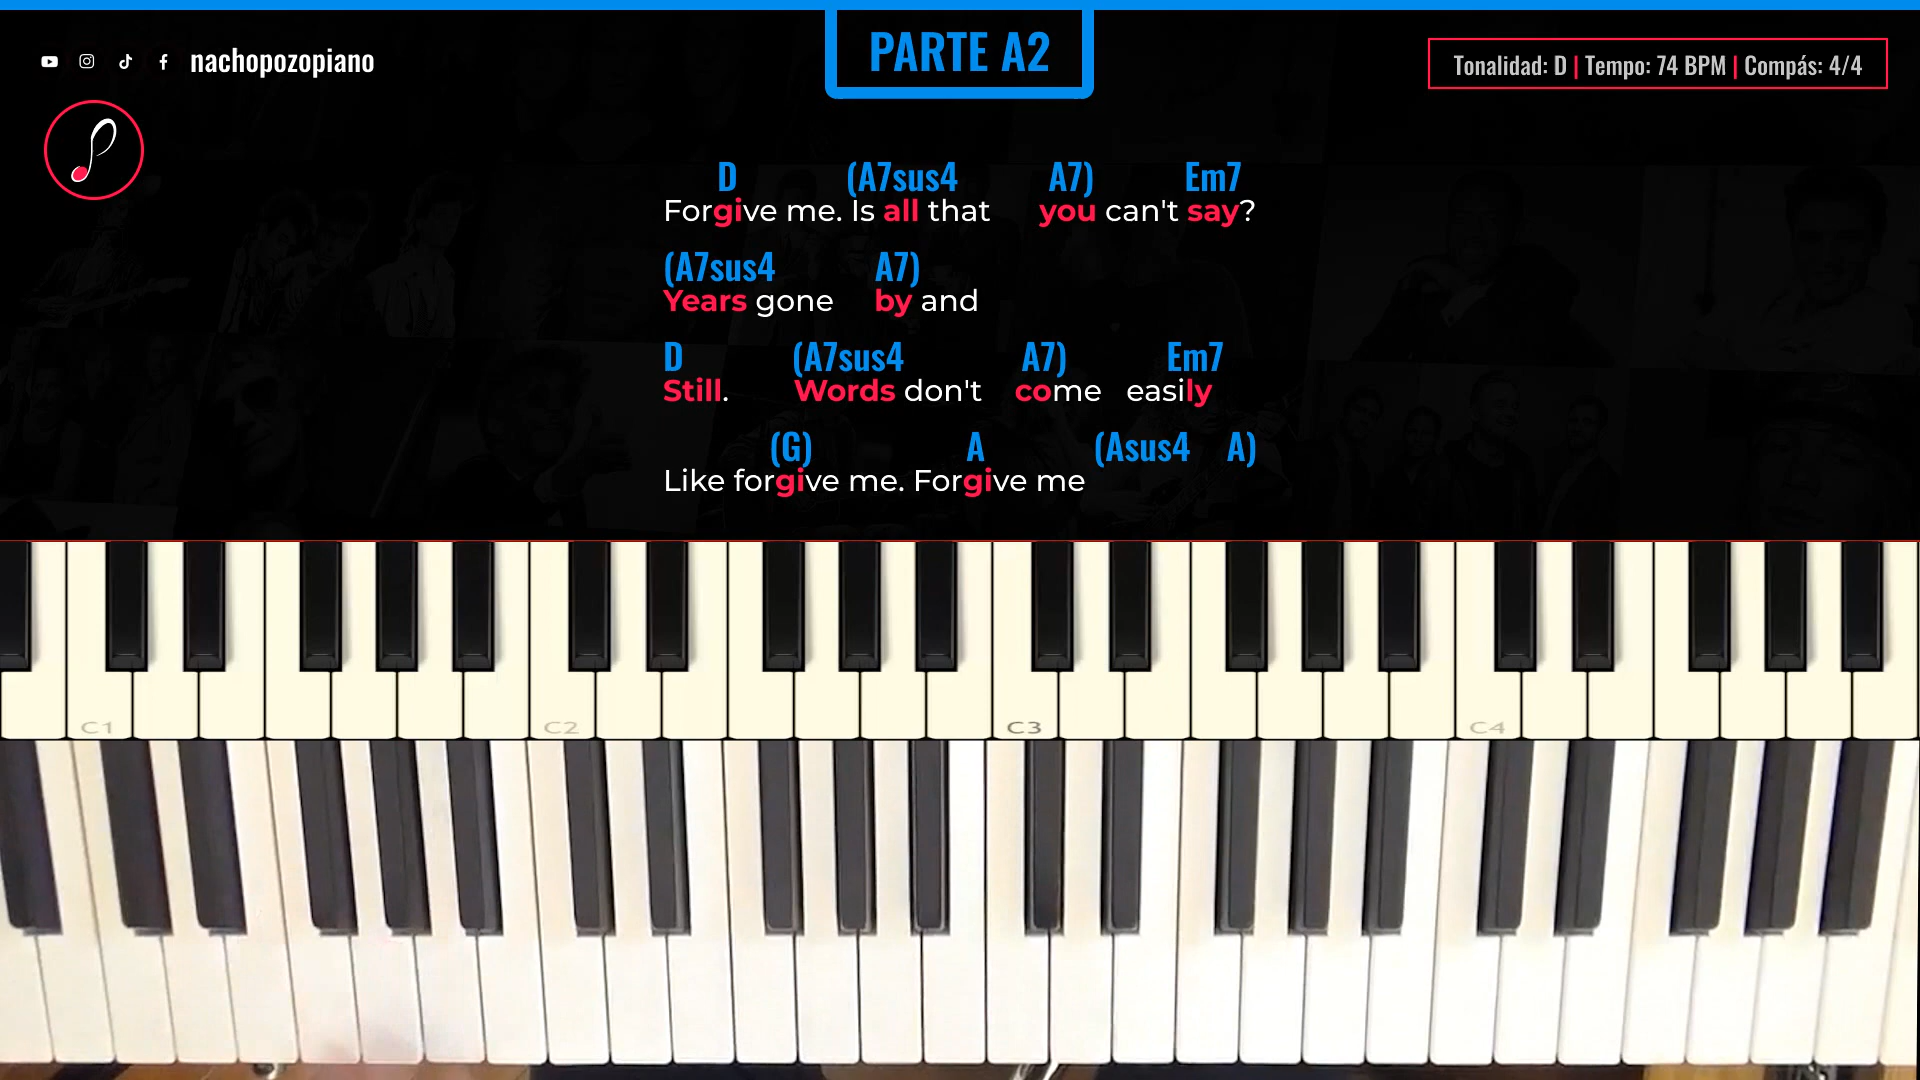 nachopozopiano
PARTE A2
Tonalidad: D | Tempo: 74 BPM | Compás: 4/4
D (A7sus4 A7) Em7
Forgive me. Is all that you can't say?
(A7sus4 A7)
Years gone by and
D (A7sus4 A7) Em7
Still. Words don't come easily
(G) A (Asus4 A)
Like forgive me. Forgive me
C1 C2 C3 C4